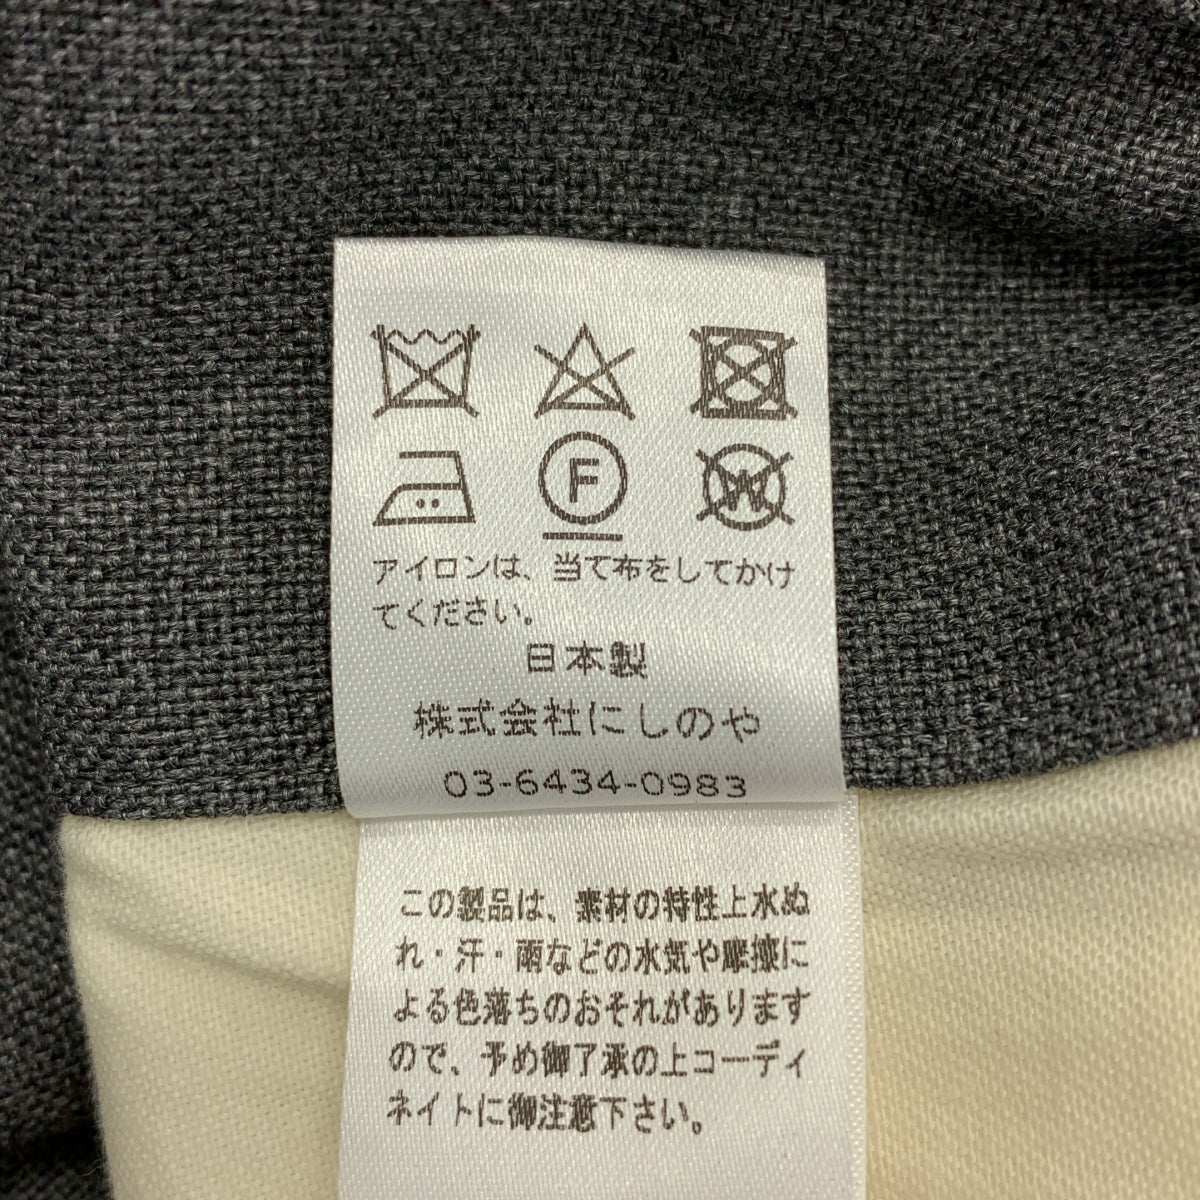 F
W
アイロンは、当て布をしてかけ
てください。
日本製
株式会社にしのや
03-6434-0983
この製品は、素材の特性上水ぬ
れ・汗・雨などの水気や摩擦に
よる色落ちのおそれがあります
ので、予め御了承の上コーディ
ネイトに御注意下さい。